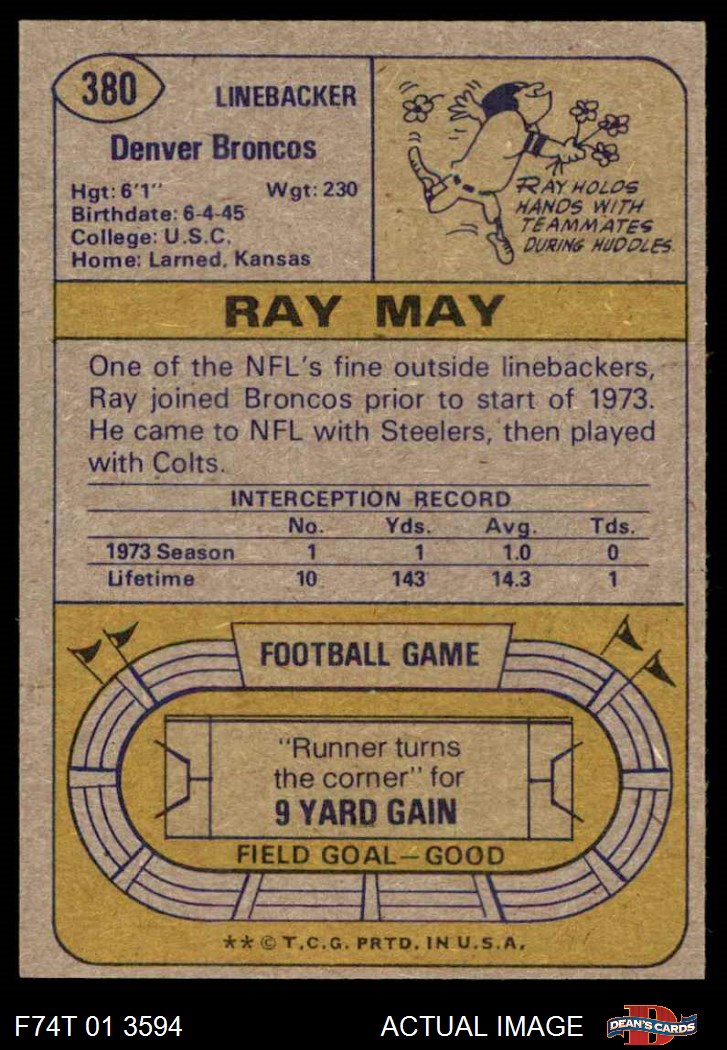 380
LINEBACKER
Denver Broncos
Hgt: 6'1" Wgt: 230
Birthdate: 6-4-45
College: U.S.C.
Home: Larned, Kansas
RAY HOLDS
HANDS WITH
TEAMMATES
DURING HUDDLES.
RAY MAY
One of the NFL's fine outside linebackers,
Ray joined Broncos prior to start of 1973.
He came to NFL with Steelers, then played
with Colts.
INTERCEPTION RECORD
No. Yds. Avg. Tds.
1973 Season 1 1 1.0 0
Lifetime 10 143 14.3 1
FOOTBALL GAME
"Runner turns
the corner" for
9 YARD GAIN
FIELD GOAL—GOOD
** © T.C.G. PRTD. IN U.S.A.
F74T 01 3594 ACTUAL IMAGE D DEAN'S CARDS